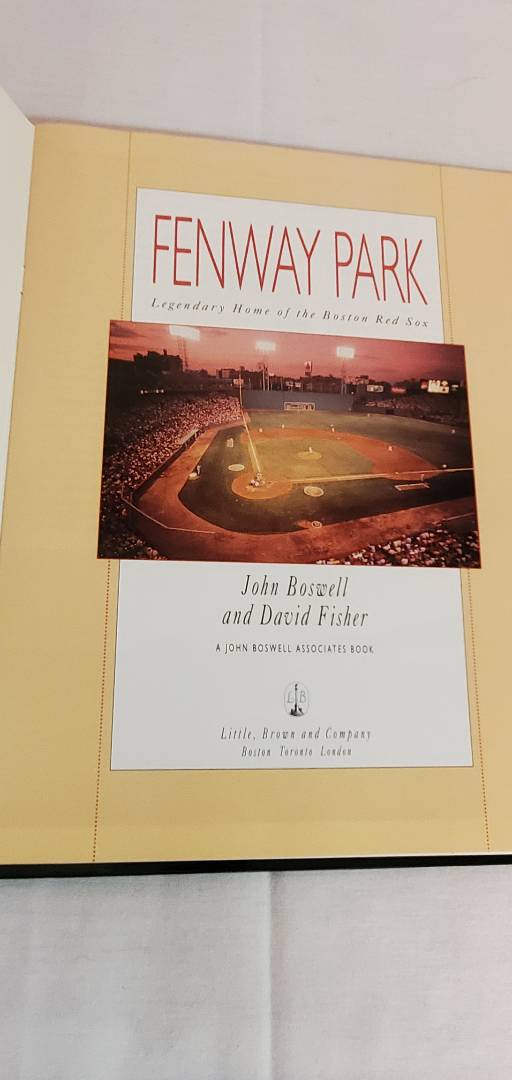 FENWAY PARK
Legendary Home of the Boston Red Sox
John Boswell
and David Fisher
A JOHN BOSWELL ASSOCIATES BOOK
L B
Little, Brown and Company
Boston Toronto London